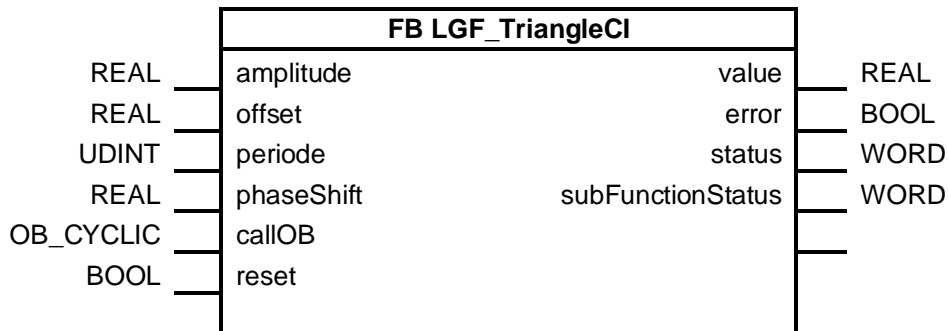 FB LGF_TriangleCI
REAL amplitude value REAL
REAL offset error BOOL
UDINT periode status WORD
REAL phaseShift subFunctionStatus WORD
OB_CYCLIC callOB
BOOL reset